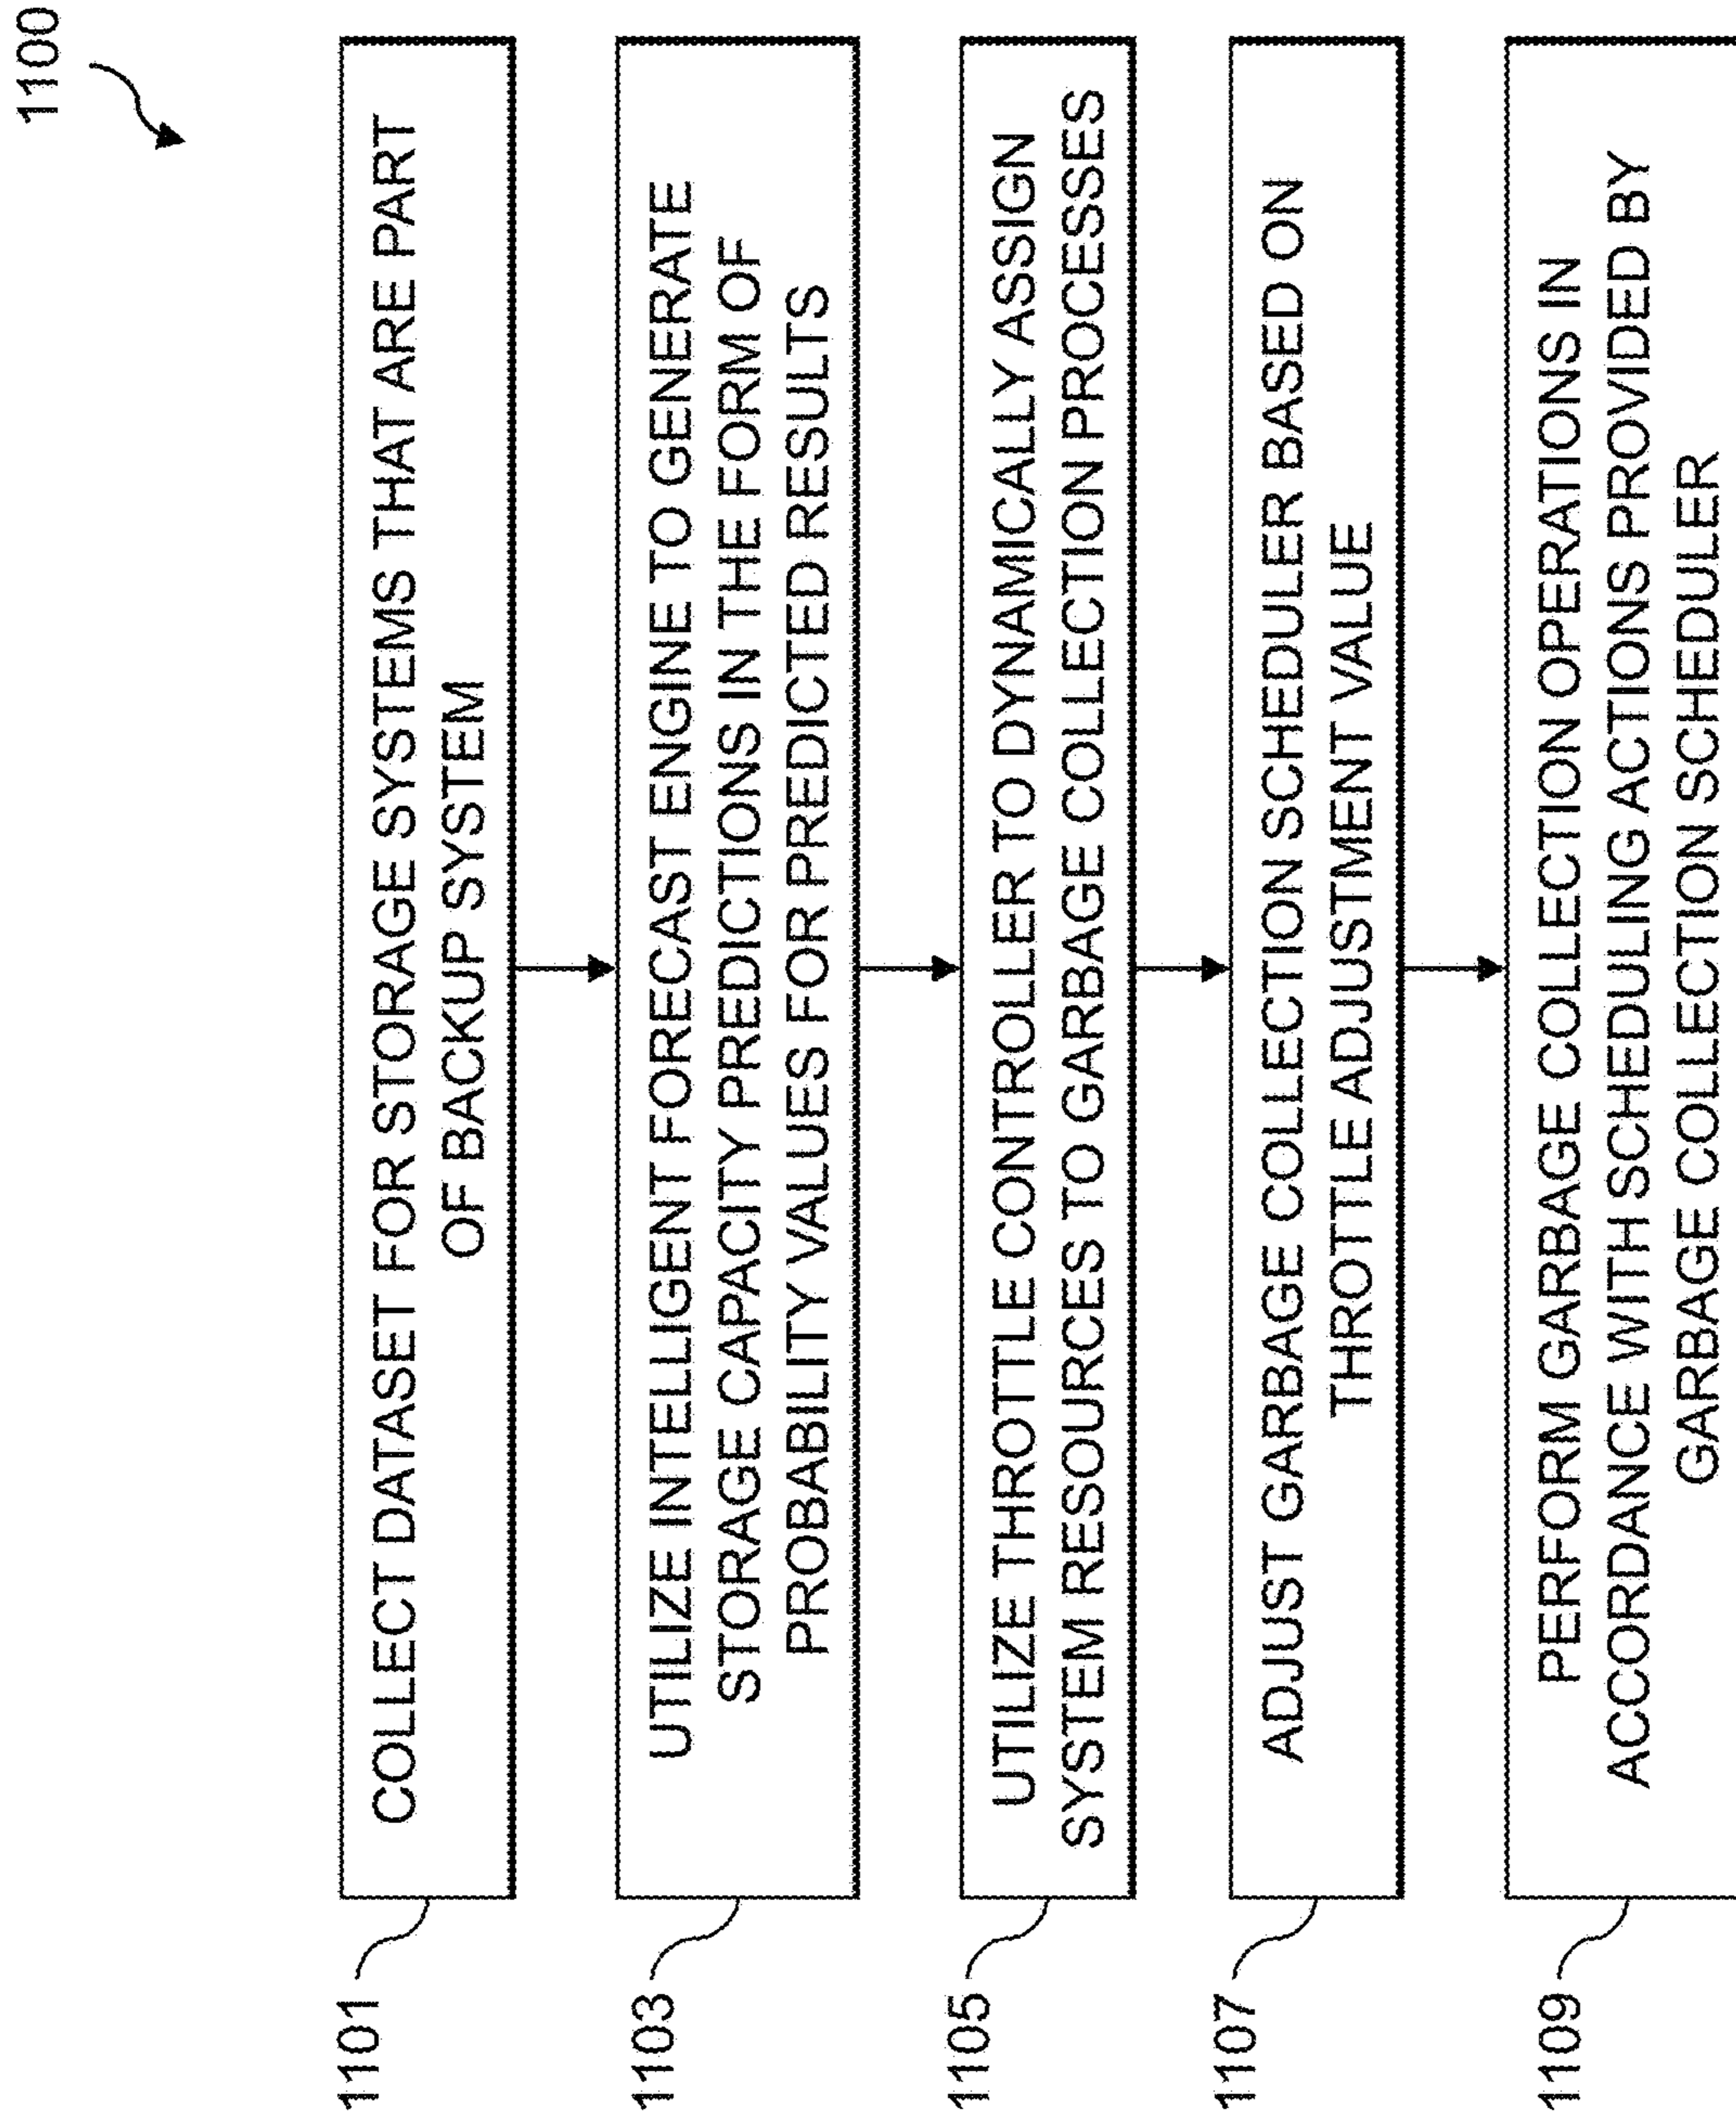 1100
1101
COLLECT DATASET FOR STORAGE SYSTEMS THAT ARE PART
OF BACKUP SYSTEM
1103
UTILIZE INTELLIGENT FORECAST ENGINE TO GENERATE
STORAGE CAPACITY PREDICTIONS IN THE FORM OF
PROBABILITY VALUES FOR PREDICTED RESULTS
1105
UTILIZE THROTTLE CONTROLLER TO DYNAMICALLY ASSIGN
SYSTEM RESOURCES TO GARBAGE COLLECTION PROCESSES
1107
ADJUST GARBAGE COLLECTION SCHEDULER BASED ON
THROTTLE ADJUSTMENT VALUE
1109
PERFORM GARBAGE COLLECTION OPERATIONS IN
ACCORDANCE WITH SCHEDULING ACTIONS PROVIDED BY
GARBAGE COLLECTION SCHEDULER